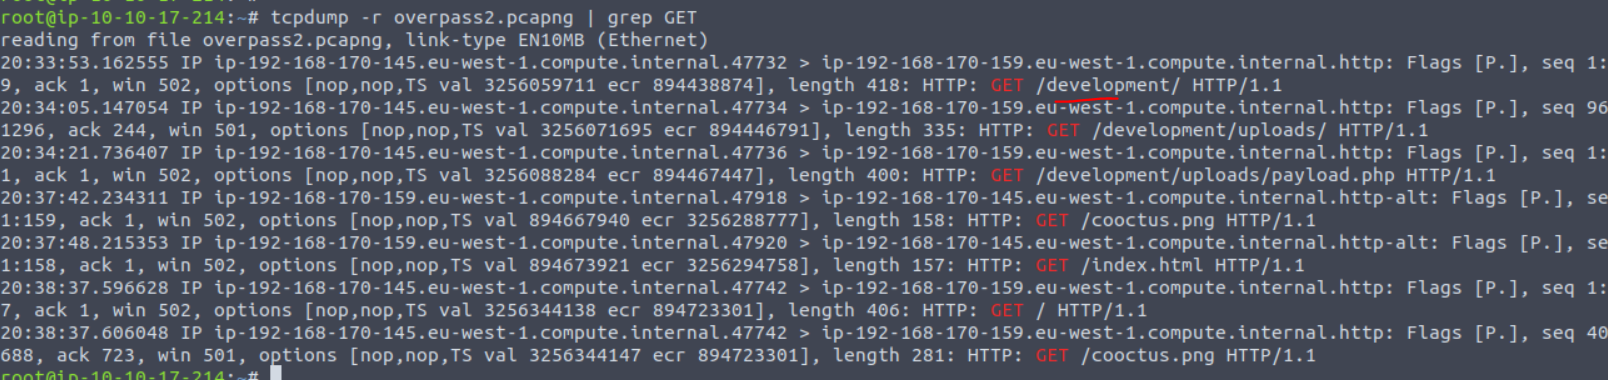 root@ip-10-10-17-214:~# tcpdump -r overpass2.pcapng | grep GET
reading from file overpass2.pcapng, link-type EN10MB (Ethernet)
20:33:53.162555 IP ip-192-168-170-145.eu-west-1.compute.internal.47732 > ip-192-168-170-159.eu-west-1.compute.internal.http: Flags [P.], seq 1:
9, ack 1, win 502, options [nop,nop,TS val 3256059711 ecr 894438874], length 418: HTTP: GET /development/ HTTP/1.1
20:34:05.147054 IP ip-192-168-170-145.eu-west-1.compute.internal.47734 > ip-192-168-170-159.eu-west-1.compute.internal.http: Flags [P.], seq 96
1296, ack 244, win 501, options [nop,nop,TS val 3256071695 ecr 894446791], length 335: HTTP: GET /development/uploads/ HTTP/1.1
20:34:21.736407 IP ip-192-168-170-145.eu-west-1.compute.internal.47736 > ip-192-168-170-159.eu-west-1.compute.internal.http: Flags [P.], seq 1:
1, ack 1, win 502, options [nop,nop,TS val 3256088284 ecr 894467447], length 400: HTTP: GET /development/uploads/payload.php HTTP/1.1
20:37:42.234311 IP ip-192-168-170-159.eu-west-1.compute.internal.47918 > ip-192-168-170-145.eu-west-1.compute.internal.http-alt: Flags [P.], se
1:159, ack 1, win 502, options [nop,nop,TS val 894667940 ecr 3256288777], length 158: HTTP: GET /cooctus.png HTTP/1.1
20:37:48.215353 IP ip-192-168-170-159.eu-west-1.compute.internal.47920 > ip-192-168-170-145.eu-west-1.compute.internal.http-alt: Flags [P.], se
1:158, ack 1, win 502, options [nop,nop,TS val 894673921 ecr 3256294758], length 157: HTTP: GET /index.html HTTP/1.1
20:38:37.596628 IP ip-192-168-170-145.eu-west-1.compute.internal.47742 > ip-192-168-170-159.eu-west-1.compute.internal.http: Flags [P.], seq 1:
7, ack 1, win 502, options [nop,nop,TS val 3256344138 ecr 894723301], length 406: HTTP: GET / HTTP/1.1
20:38:37.606048 IP ip-192-168-170-145.eu-west-1.compute.internal.47742 > ip-192-168-170-159.eu-west-1.compute.internal.http: Flags [P.], seq 40
688, ack 723, win 501, options [nop,nop,TS val 3256344147 ecr 894723301], length 281: HTTP: GET /cooctus.png HTTP/1.1
root@ip-10-10-17-214:~#